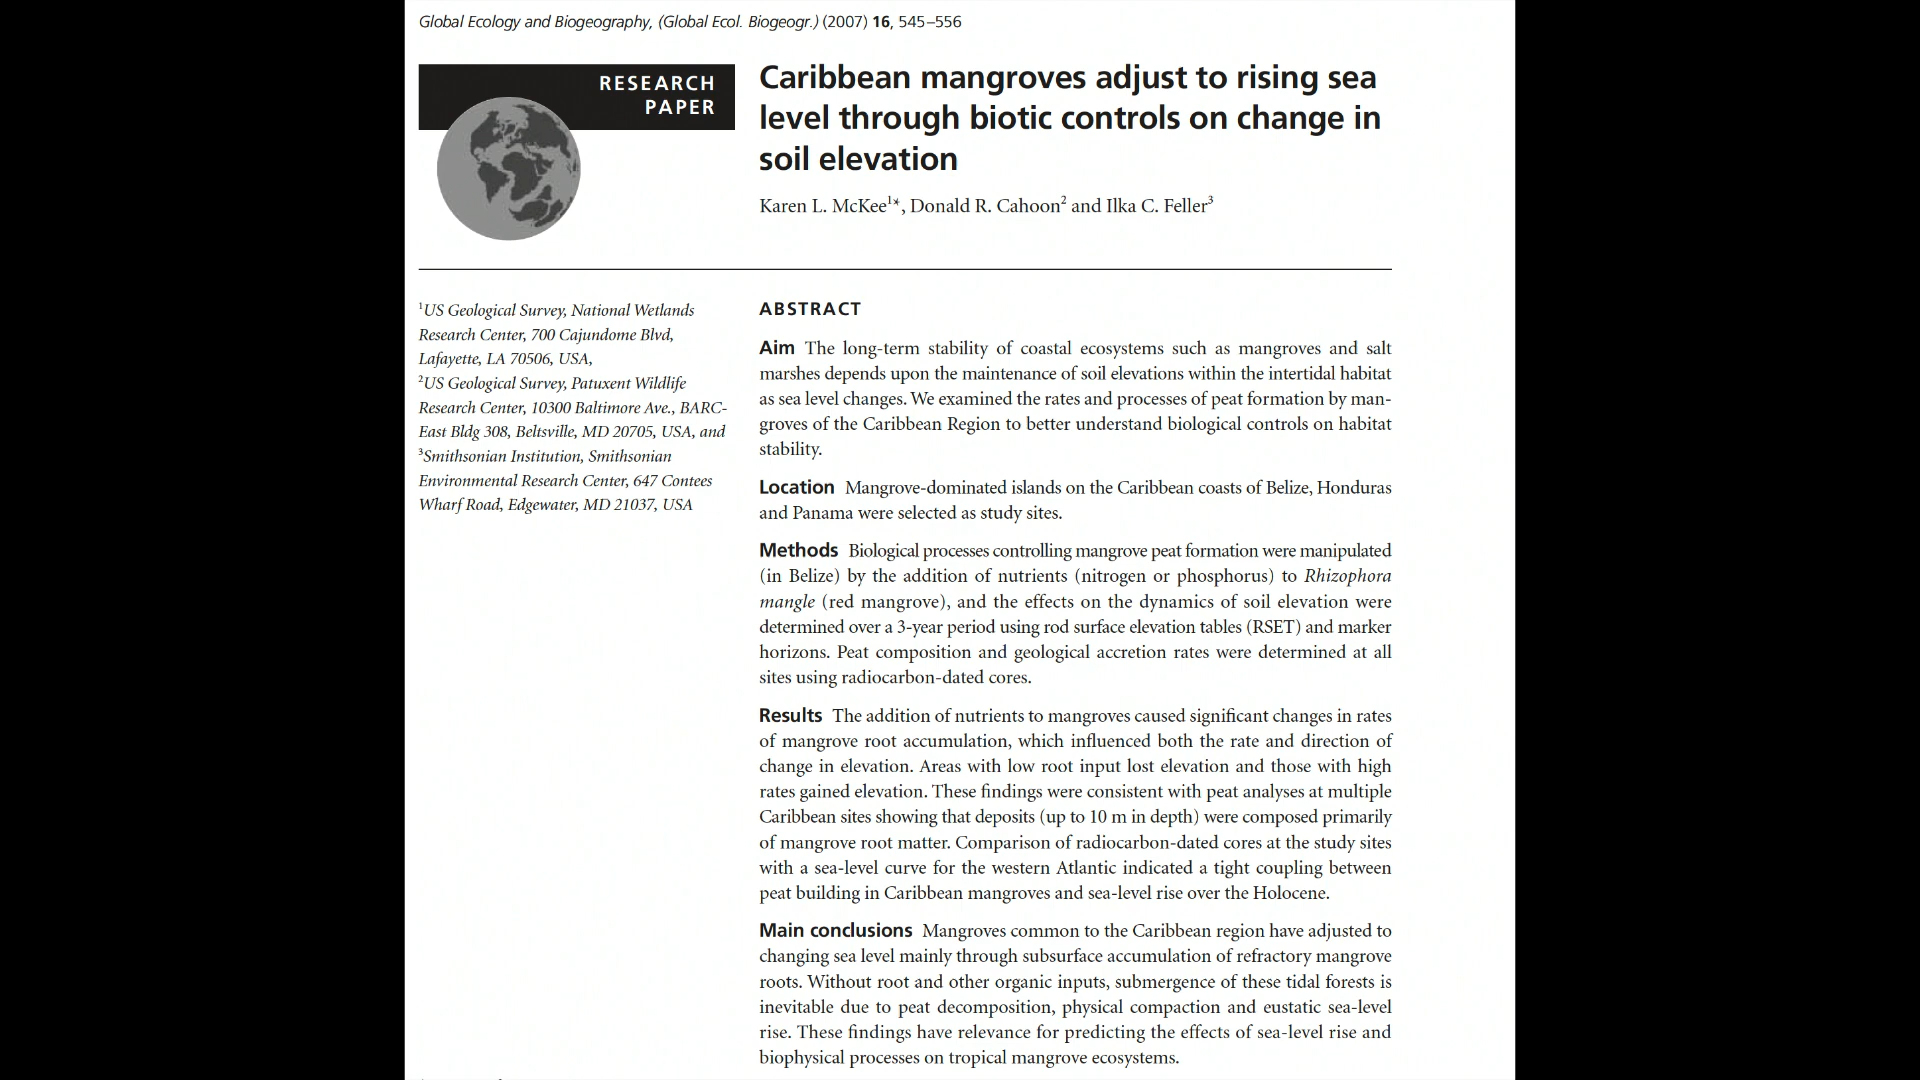 Global Ecology and Biogeography, (Global Ecol. Biogeogr.) (2007) 16, 545–556
RESEARCH
PAPER
Caribbean mangroves adjust to rising sea
level through biotic controls on change in
soil elevation
Karen L. McKee1*, Donald R. Cahoon2 and Ilka C. Feller3
1US Geological Survey, National Wetlands
Research Center, 700 Cajundome Blvd,
Lafayette, LA 70506, USA,
2US Geological Survey, Patuxent Wildlife
Research Center, 10300 Baltimore Ave., BARC-
East Bldg 308, Beltsville, MD 20705, USA, and
3Smithsonian Institution, Smithsonian
Environmental Research Center, 647 Contees
Wharf Road, Edgewater, MD 21037, USA
ABSTRACT
Aim The long-term stability of coastal ecosystems such as mangroves and salt
marshes depends upon the maintenance of soil elevations within the intertidal habitat
as sea level changes. We examined the rates and processes of peat formation by man-
groves of the Caribbean Region to better understand biological controls on habitat
stability.
Location Mangrove-dominated islands on the Caribbean coasts of Belize, Honduras
and Panama were selected as study sites.
Methods Biological processes controlling mangrove peat formation were manipulated
(in Belize) by the addition of nutrients (nitrogen or phosphorus) to Rhizophora
mangle (red mangrove), and the effects on the dynamics of soil elevation were
determined over a 3-year period using rod surface elevation tables (RSET) and marker
horizons. Peat composition and geological accretion rates were determined at all
sites using radiocarbon-dated cores.
Results The addition of nutrients to mangroves caused significant changes in rates
of mangrove root accumulation, which influenced both the rate and direction of
change in elevation. Areas with low root input lost elevation and those with high
rates gained elevation. These findings were consistent with peat analyses at multiple
Caribbean sites showing that deposits (up to 10 m in depth) were composed primarily
of mangrove root matter. Comparison of radiocarbon-dated cores at the study sites
with a sea-level curve for the western Atlantic indicated a tight coupling between
peat building in Caribbean mangroves and sea-level rise over the Holocene.
Main conclusions Mangroves common to the Caribbean region have adjusted to
changing sea level mainly through subsurface accumulation of refractory mangrove
roots. Without root and other organic inputs, submergence of these tidal forests is
inevitable due to peat decomposition, physical compaction and eustatic sea-level
rise. These findings have relevance for predicting the effects of sea-level rise and
biophysical processes on tropical mangrove ecosystems.